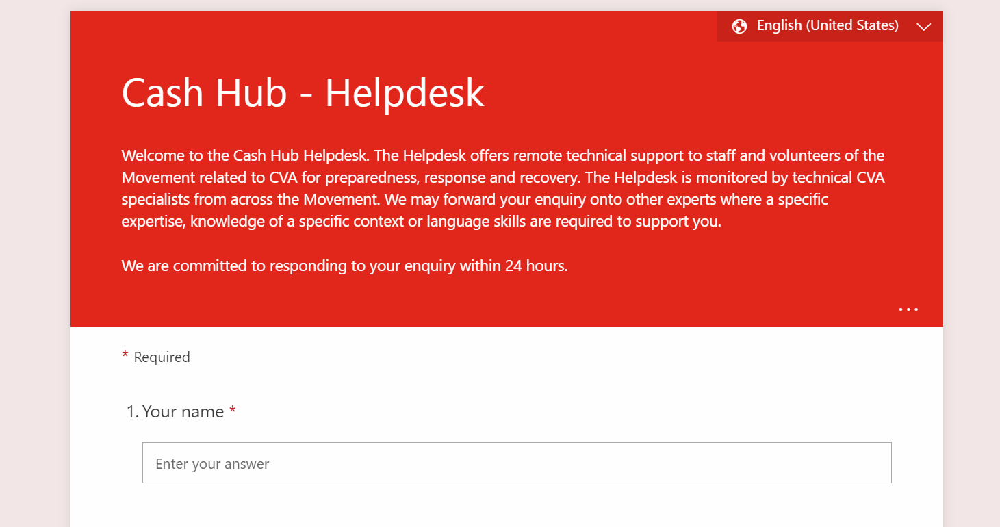 English (United States)
Cash Hub - Helpdesk
Welcome to the Cash Hub Helpdesk. The Helpdesk offers remote technical support to staff and volunteers of the
Movement related to CVA for preparedness, response and recovery. The Helpdesk is monitored by technical CVA
specialists from across the Movement. We may forward your enquiry onto other experts where a specific
expertise, knowledge of a specific context or language skills are required to support you.
We are committed to responding to your enquiry within 24 hours.
...
* Required
1. Your name *
Enter your answer